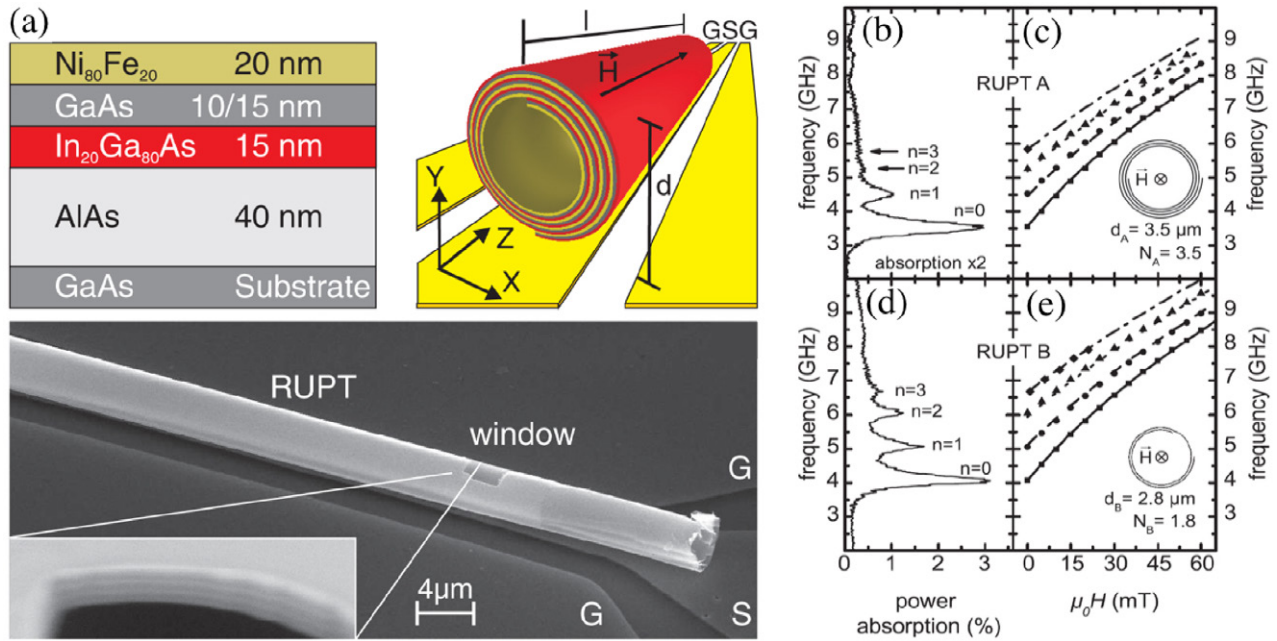 (a)
Ni80Fe20 20 nm
GaAs 10/15 nm
In20Ga80As 15 nm
AlAs 40 nm
GaAs Substrate
l
GSG
H
d
Y
Z
X
RUPT
window
G
4µm
G
S
(b)
frequency (GHz)
9
8
7
6
5
4
3
RUPT A
n=3
n=2
n=1
n=0
absorption x2
(c)
H
dA= 3.5 µm
NA= 3.5
9
8
7
6
5
4
3
frequency (GHz)
(d)
frequency (GHz)
9
8
7
6
5
4
3
RUPT B
n=3
n=2
n=1
n=0
0 1 2 3
power
absorption (%)
(e)
H
dB= 2.8 µm
NB= 1.8
9
8
7
6
5
4
3
frequency (GHz)
0 15 30 45 60
µ0H (mT)